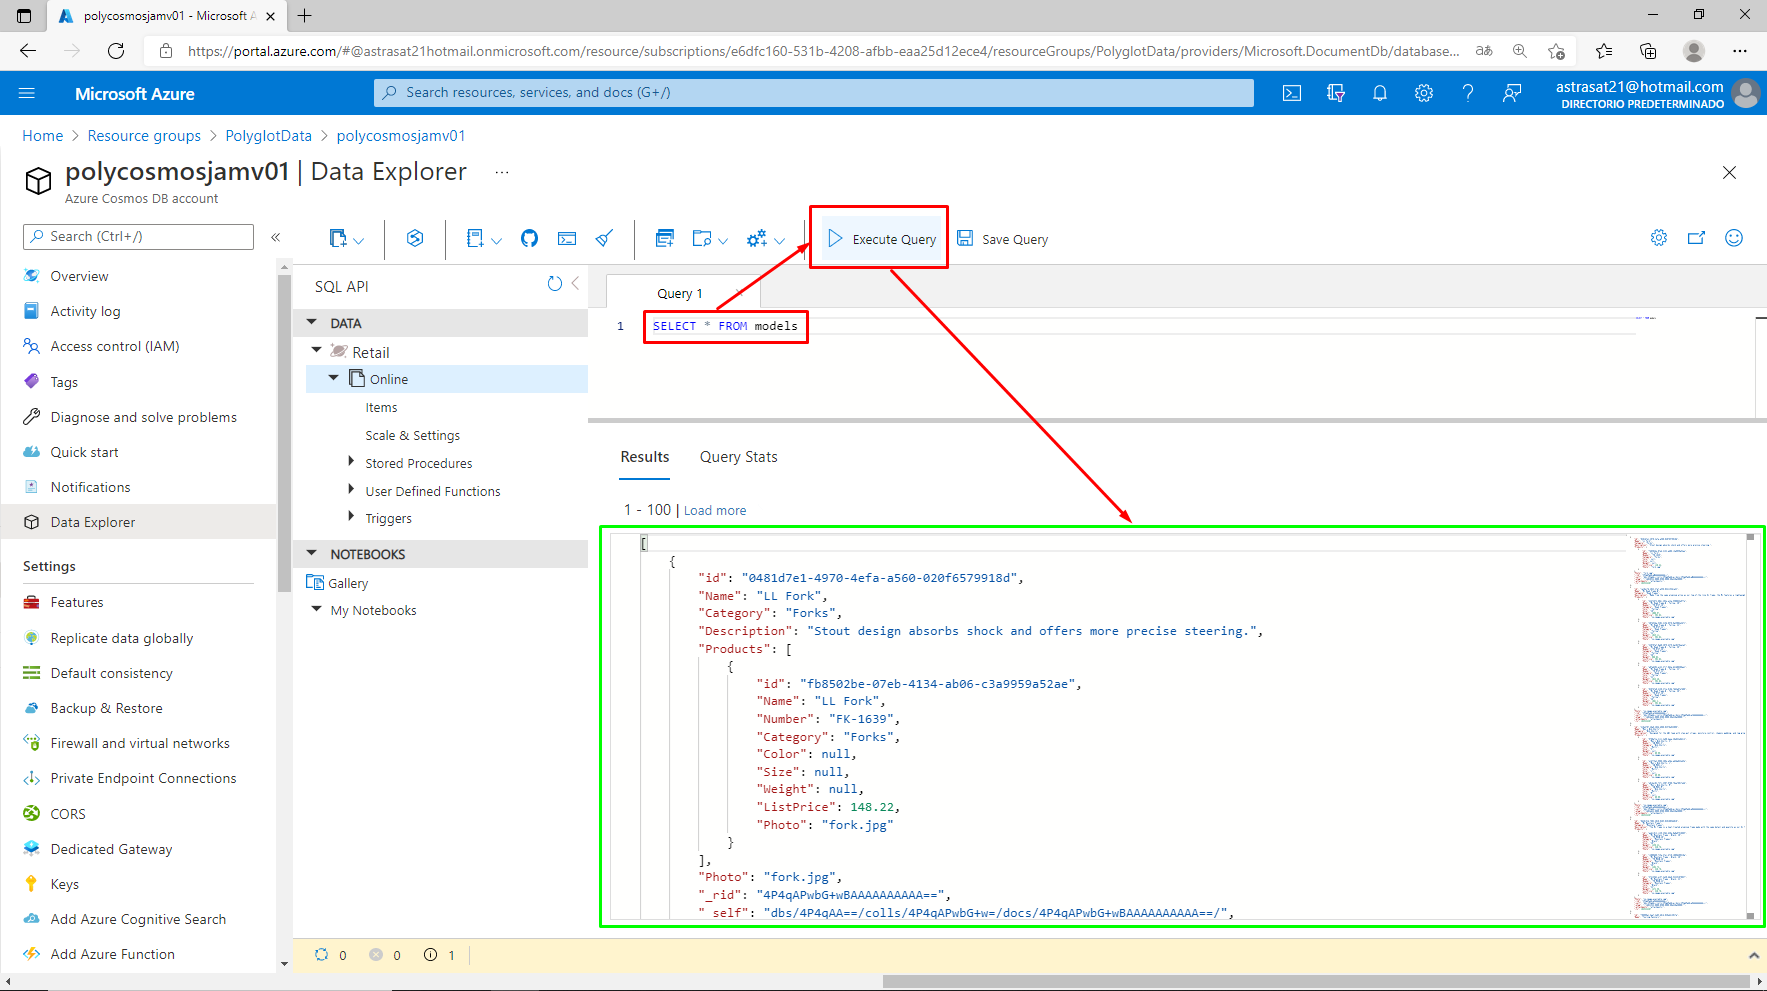 polycosmosjamv01 - Microsoft A
https://portal.azure.com/#@astrasat21hotmail.onmicrosoft.com/resource/subscriptions/e6dfc160-531b-4208-afbb-eaa25d12ece4/resourceGroups/PolyglotData/providers/Microsoft.DocumentDb/database...
Microsoft Azure
Search resources, services, and docs (G+/)
astrasat21@hotmail.com
DIRECTORIO PREDETERMINADO
Home > Resource groups > PolyglotData > polycosmosjamv01
polycosmosjamv01 | Data Explorer ...
Azure Cosmos DB account
Search (Ctrl+/)
Overview
Activity log
Access control (IAM)
Tags
Diagnose and solve problems
Quick start
Notifications
Data Explorer
Settings
Features
Replicate data globally
Default consistency
Backup & Restore
Firewall and virtual networks
Private Endpoint Connections
CORS
Dedicated Gateway
Keys
Add Azure Cognitive Search
Add Azure Function
Execute Query
Save Query
SQL API
DATA
Retail
Online
Items
Scale & Settings
Stored Procedures
User Defined Functions
Triggers
NOTEBOOKS
Gallery
My Notebooks
Query 1
1 SELECT * FROM models
Results Query Stats
1 - 100 | Load more
[
{
"id": "0481d7e1-4970-4efa-a560-020f6579918d",
"Name": "LL Fork",
"Category": "Forks",
"Description": "Stout design absorbs shock and offers more precise steering.",
"Products": [
{
"id": "fb8502be-07eb-4134-ab06-c3a9959a52ae",
"Name": "LL Fork",
"Number": "FK-1639",
"Category": "Forks",
"Color": null,
"Size": null,
"Weight": null,
"ListPrice": 148.22,
"Photo": "fork.jpg"
}
],
"Photo": "fork.jpg",
"_rid": "4P4qAPwbG+wBAAAAAAAAAA==",
"_self": "dbs/4P4qAA==/colls/4P4qAPwbG+w=/docs/4P4qAPwbG+wBAAAAAAAAAA==/",
0 0 1